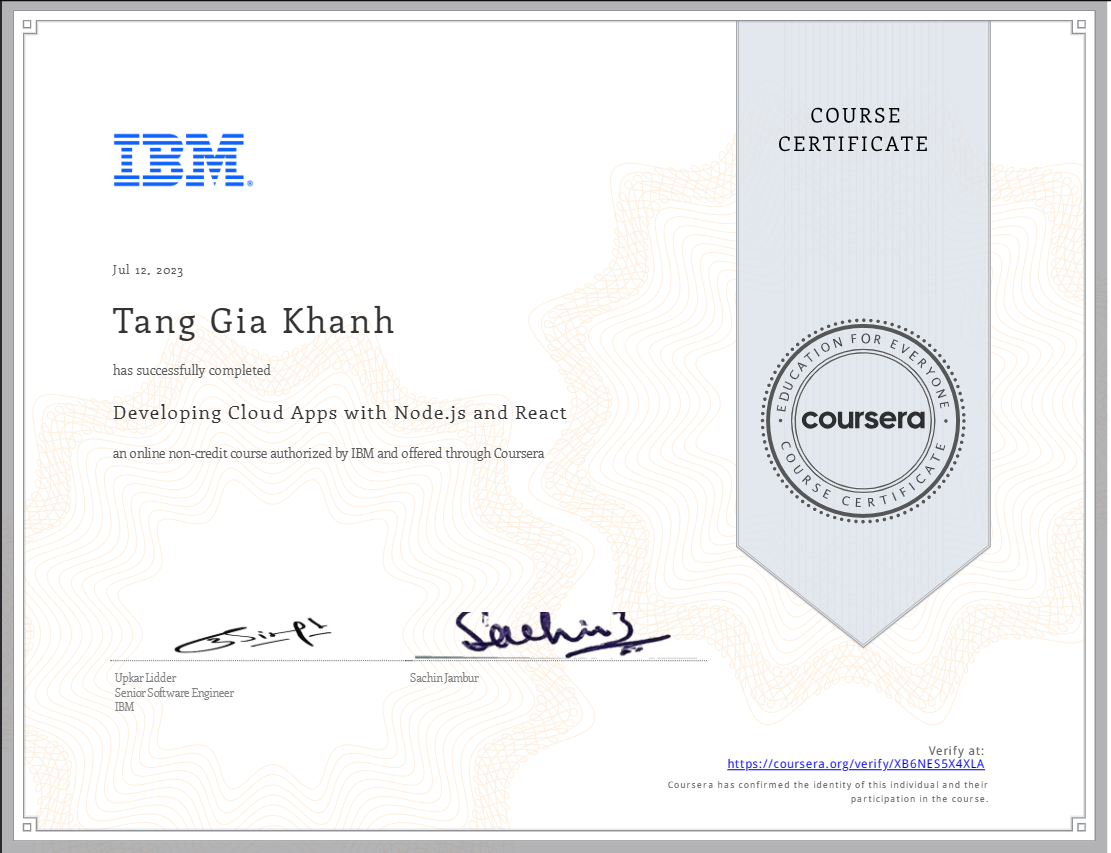 COURSE
CERTIFICATE
IBM®
Jul 12, 2023
Tang Gia Khanh
has successfully completed
Developing Cloud Apps with Node.js and React
an online non-credit course authorized by IBM and offered through Coursera
EDUCATION FOR EVERYONE
coursera
COURSE CERTIFICATE
Sachin
Upkar Lidder
Senior Software Engineer
IBM
Sachin Jambur
Verify at:
https://coursera.org/verify/XB6NES5X4XLA
Coursera has confirmed the identity of this individual and their
participation in the course.